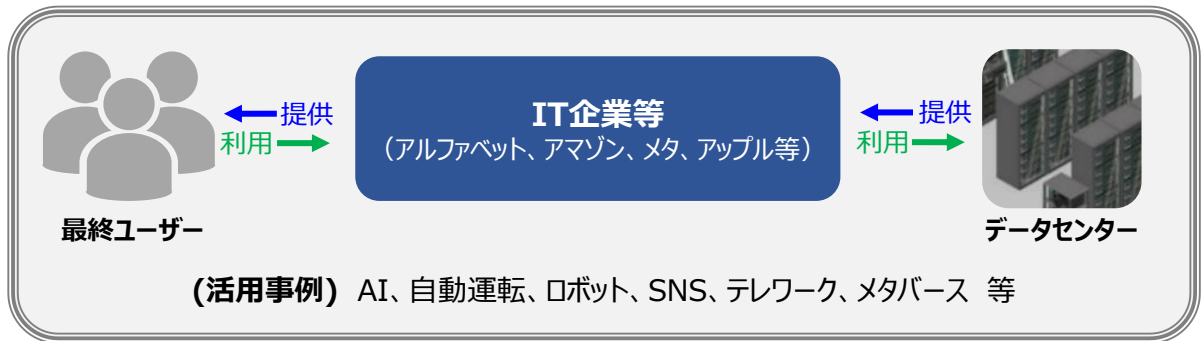 提供
利用
IT企業等
（アルファベット、アマゾン、メタ、アップル等）
提供
利用
最終ユーザー
データセンター
(活用事例) AI、自動運転、ロボット、SNS、テレワーク、メタバース 等